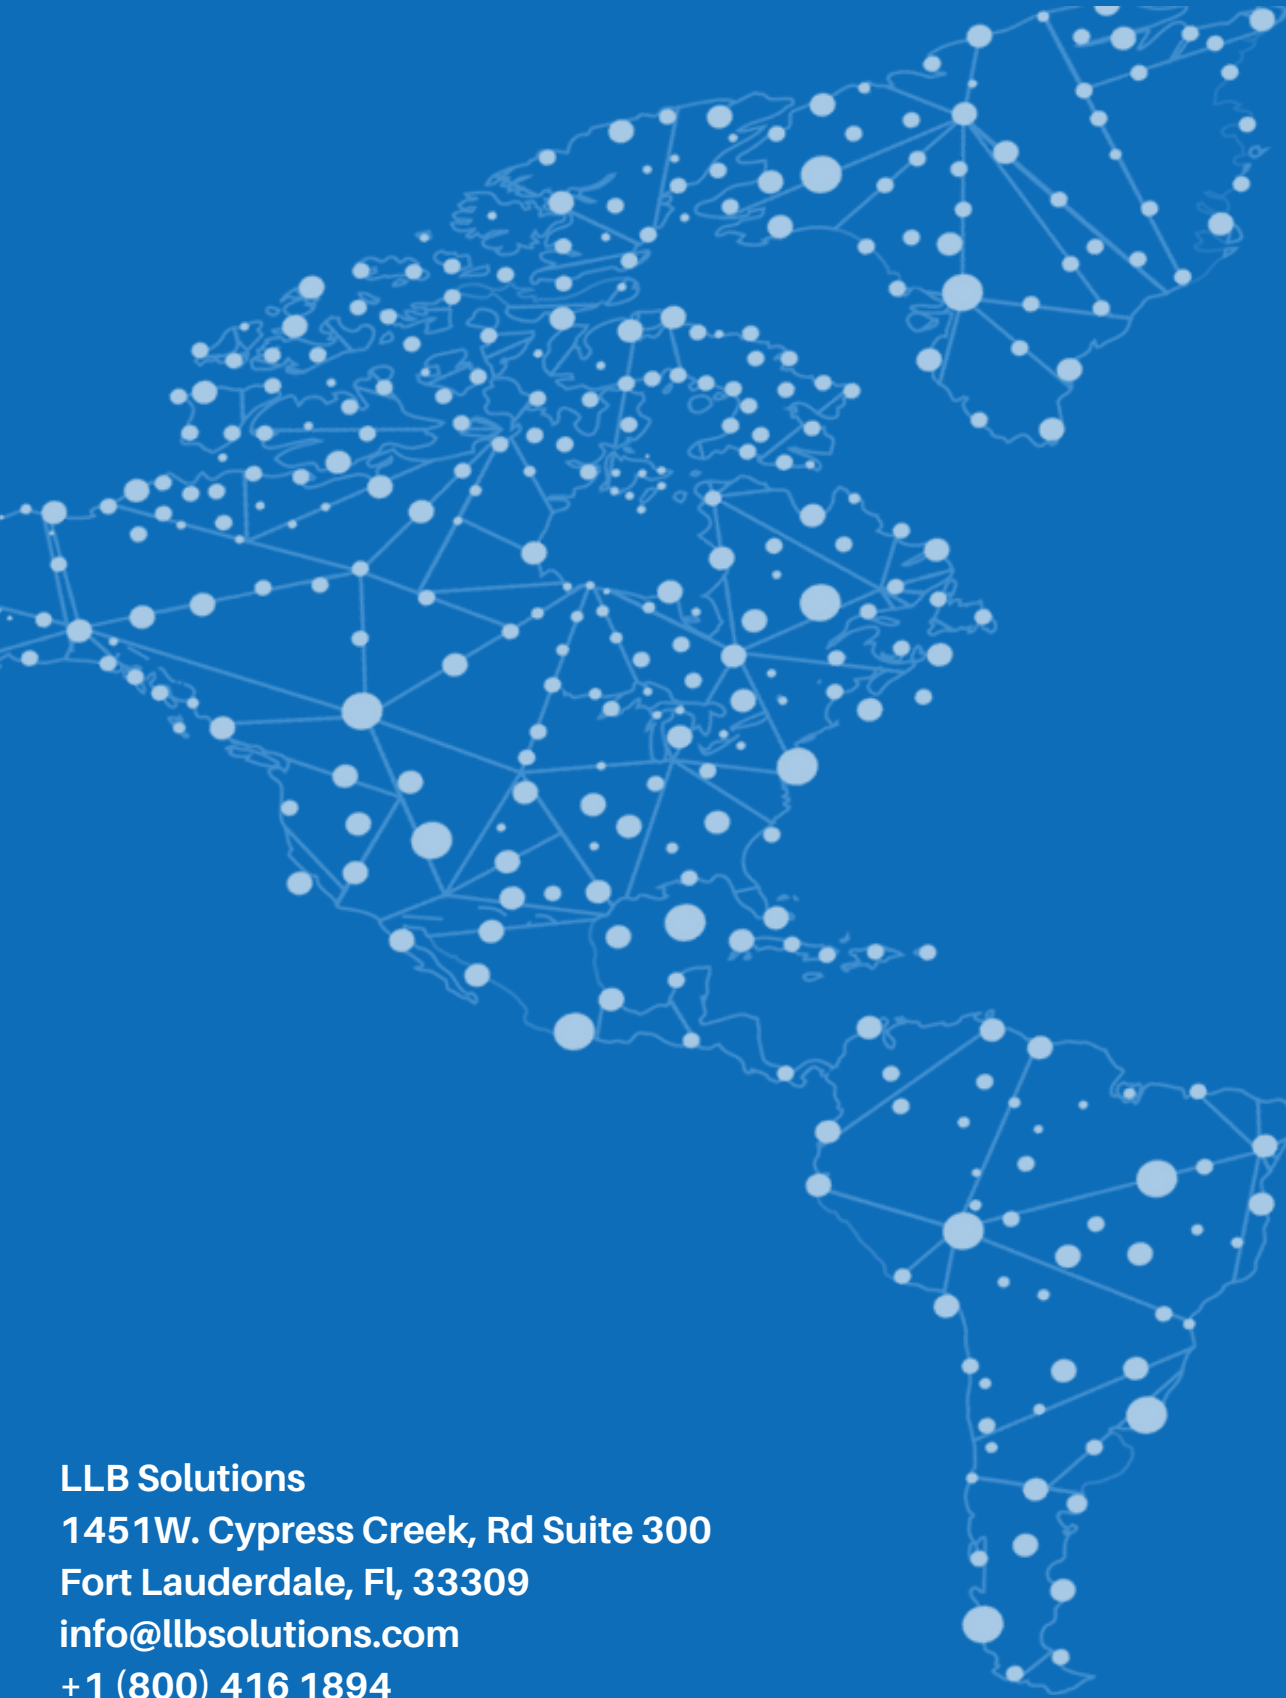 LLB Solutions
1451W. Cypress Creek, Rd Suite 300
Fort Lauderdale, Fl, 33309
info@llbsolutions.com
+1 (800) 416 1894